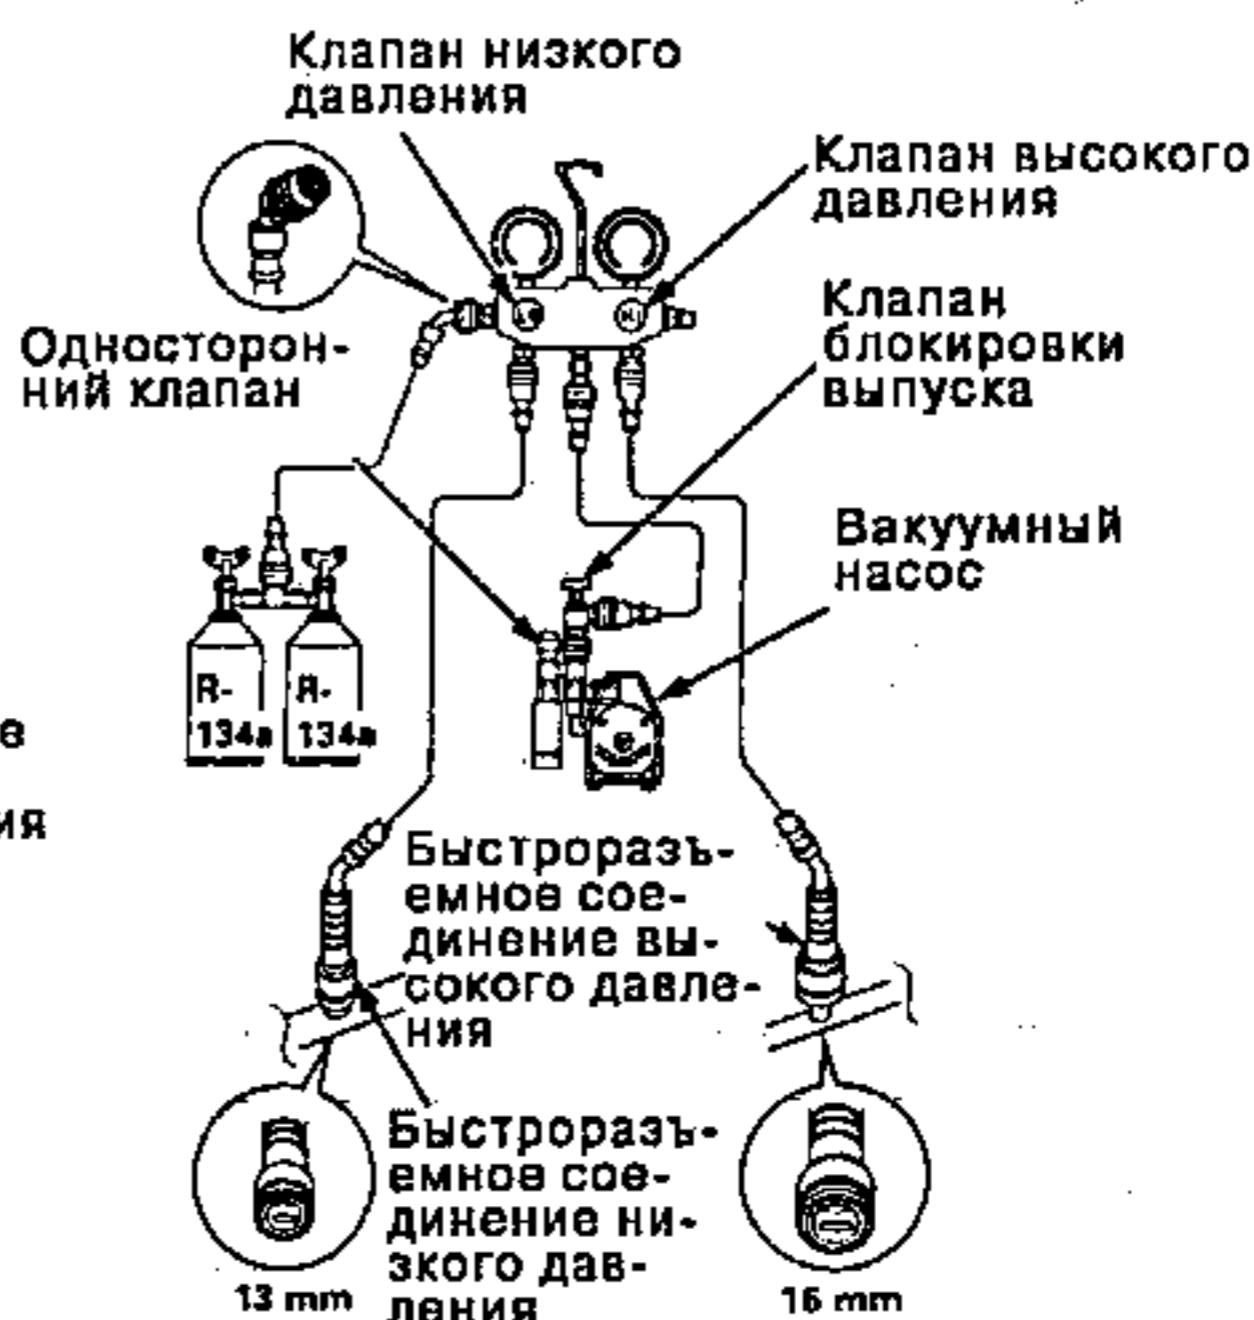 Клапан низкого
давления
Клапан высокого
давления
Клапан
блокировки
выпуска
Односторон-
ний клапан
Вакуумный
насос
R-
134a
R-
134a
е
ия
Быстроразъ-
емное сое-
динение вы-
сокого давле-
ния
Быстроразъ-
емное сое-
динение ни-
зкого дав-
ления
13 mm
16 mm